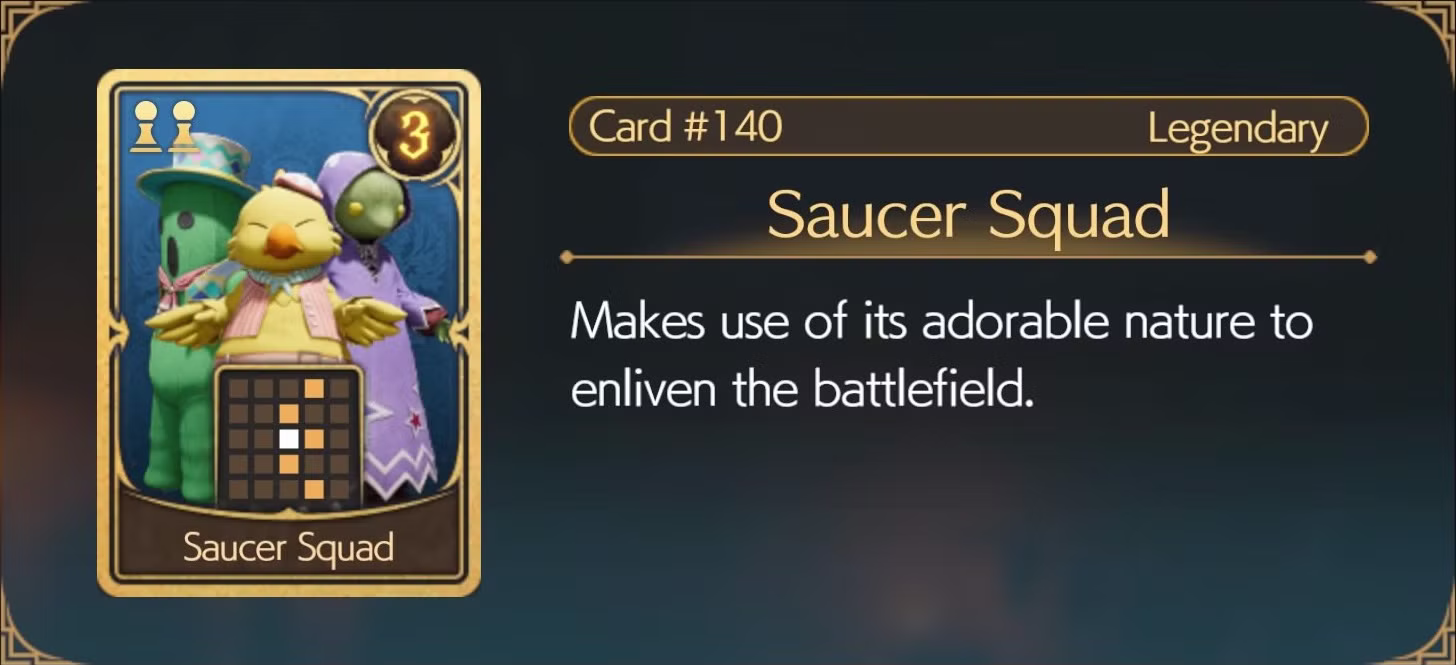 3
Saucer Squad
Card #140 Legendary
Saucer Squad
Makes use of its adorable nature to
enliven the battlefield.